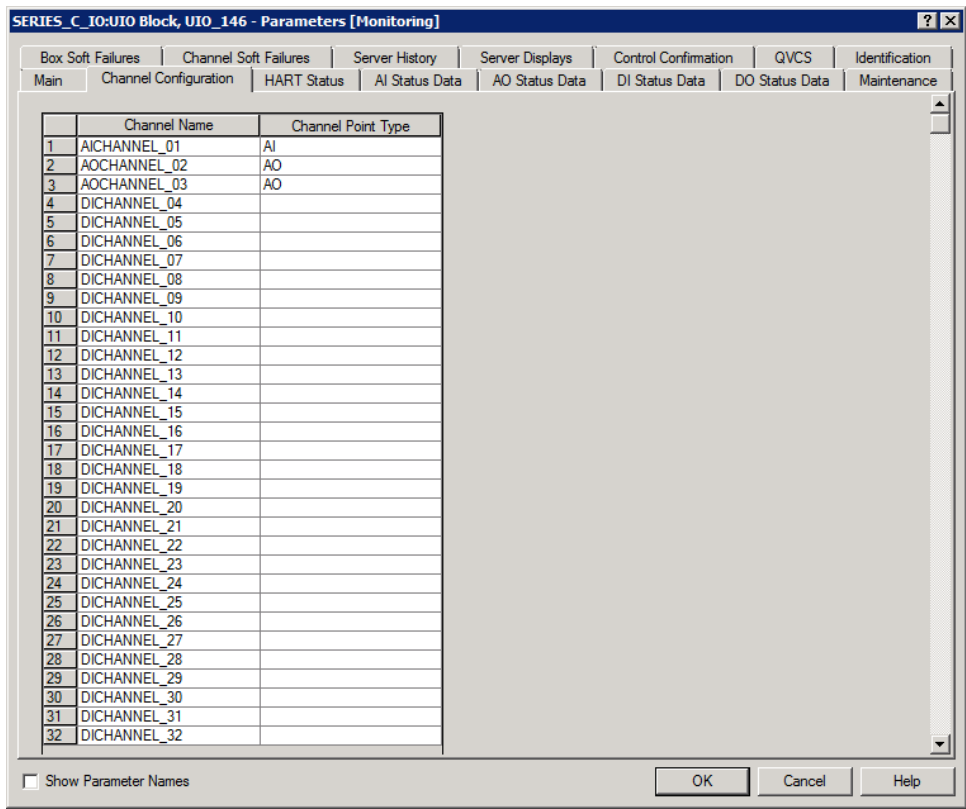 SERIES_C_IO:UIO Block, UIO_146 - Parameters [Monitoring]
Box Soft Failures Channel Soft Failures Server History Server Displays Control Confirmation QVCS Identification
Main Channel Configuration HART Status AI Status Data AO Status Data DI Status Data DO Status Data Maintenance
Channel Name Channel Point Type
1 AICHANNEL_01 AI
2 AOCHANNEL_02 AO
3 AOCHANNEL_03 AO
4 DICHANNEL_04
5 DICHANNEL_05
6 DICHANNEL_06
7 DICHANNEL_07
8 DICHANNEL_08
9 DICHANNEL_09
10 DICHANNEL_10
11 DICHANNEL_11
12 DICHANNEL_12
13 DICHANNEL_13
14 DICHANNEL_14
15 DICHANNEL_15
16 DICHANNEL_16
17 DICHANNEL_17
18 DICHANNEL_18
19 DICHANNEL_19
20 DICHANNEL_20
21 DICHANNEL_21
22 DICHANNEL_22
23 DICHANNEL_23
24 DICHANNEL_24
25 DICHANNEL_25
26 DICHANNEL_26
27 DICHANNEL_27
28 DICHANNEL_28
29 DICHANNEL_29
30 DICHANNEL_30
31 DICHANNEL_31
32 DICHANNEL_32
Show Parameter Names OK Cancel Help